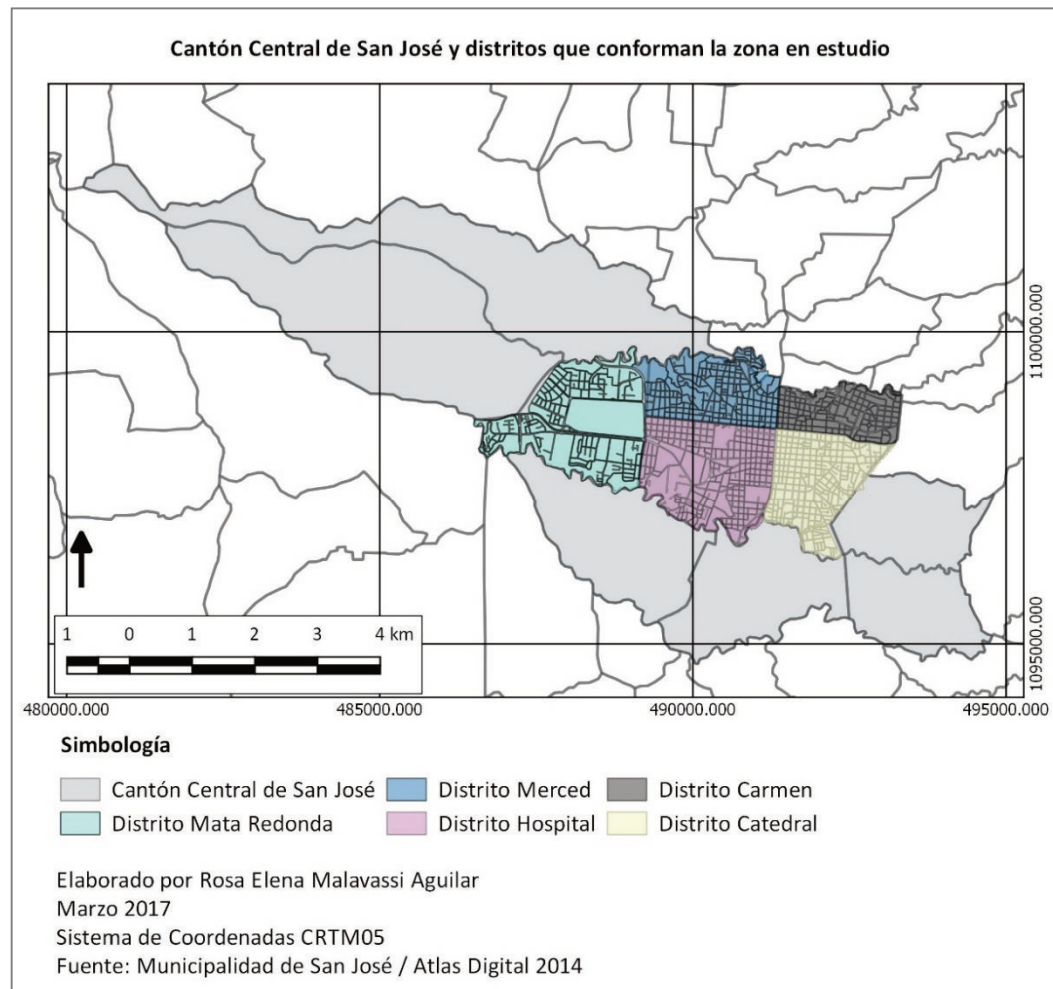 Cantón Central de San José y distritos que conforman la zona en estudio
1100000.000
1095000.000
1 0 1 2 3 4 km
480000.000 485000.000 490000.000 495000.000
Simbología
Cantón Central de San José Distrito Merced Distrito Carmen
Distrito Mata Redonda Distrito Hospital Distrito Catedral
Elaborado por Rosa Elena Malavassi Aguilar
Marzo 2017
Sistema de Coordenadas CRTM05
Fuente: Municipalidad de San José / Atlas Digital 2014